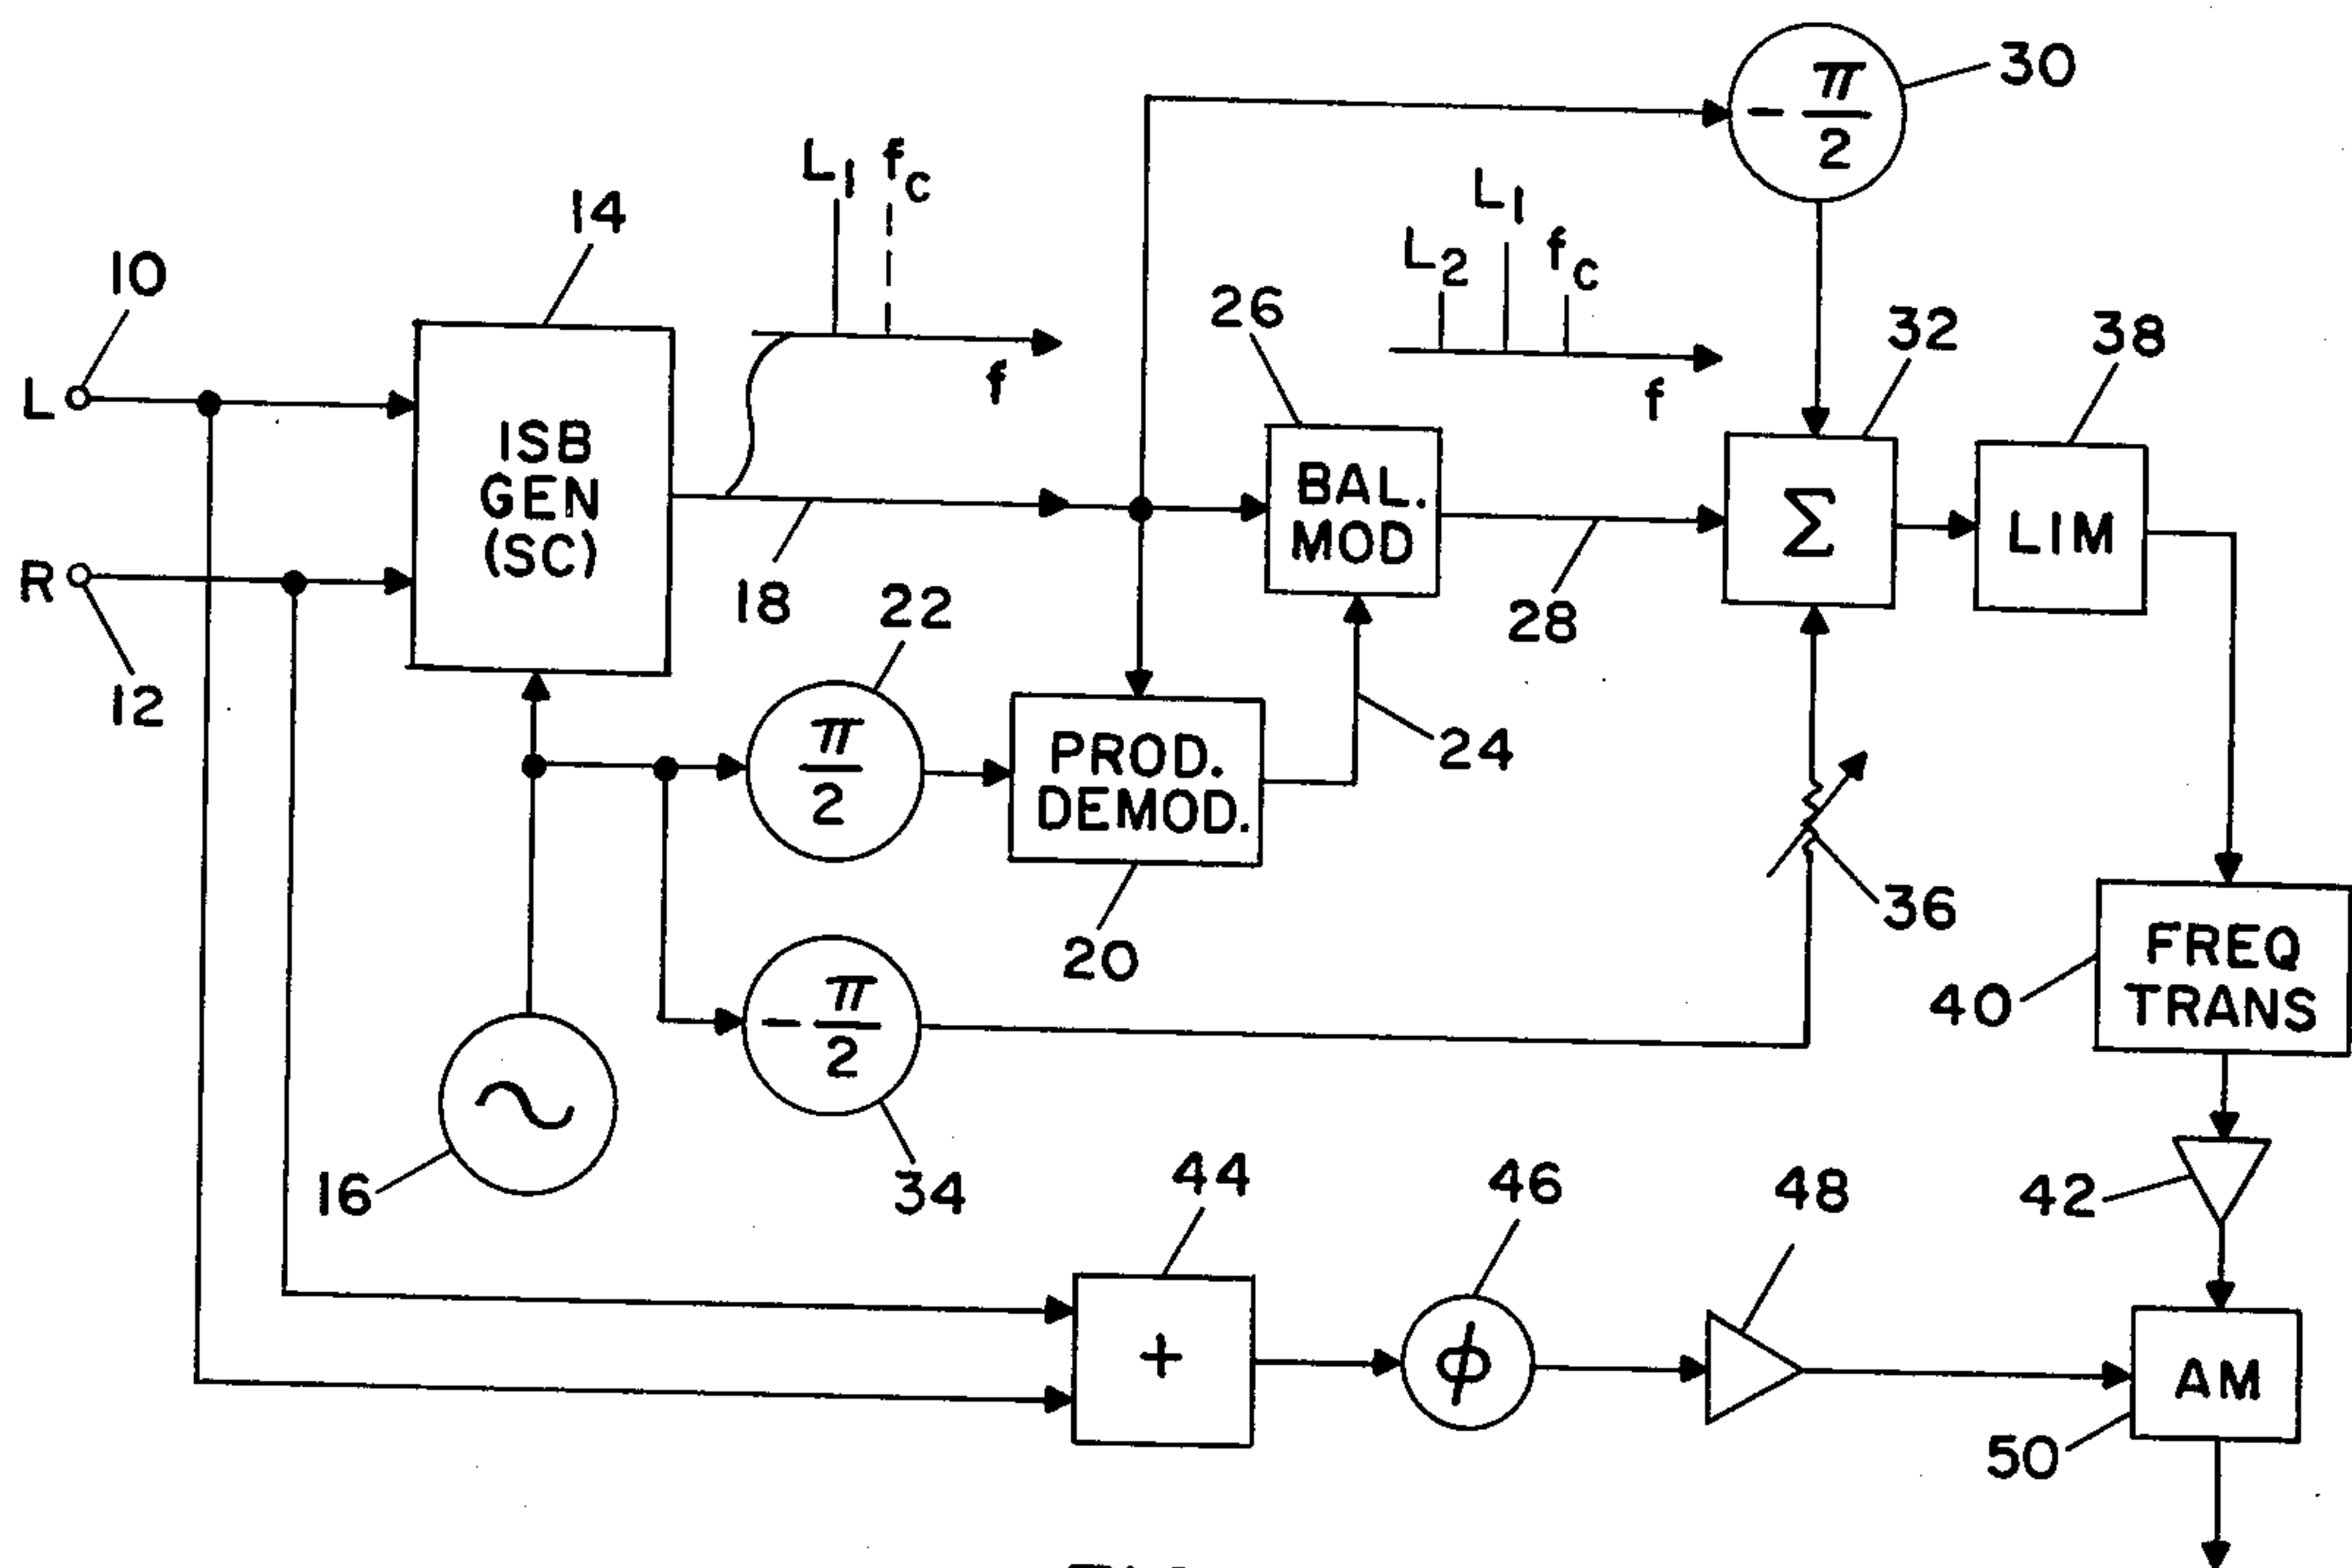 30
- π/2
L₁ f_c
14
L₁
L₂ f_c
10
26
32
38
f
f
L
ISB
GEN
(SC)
BAL.
MOD
Σ
LIM
R
18
22
28
12
π/2
PROD.
DEMOD.
24
36
20
FREQ
TRANS
40
- π/2
16
34
44
46
48
42
+
ϕ
AM
50